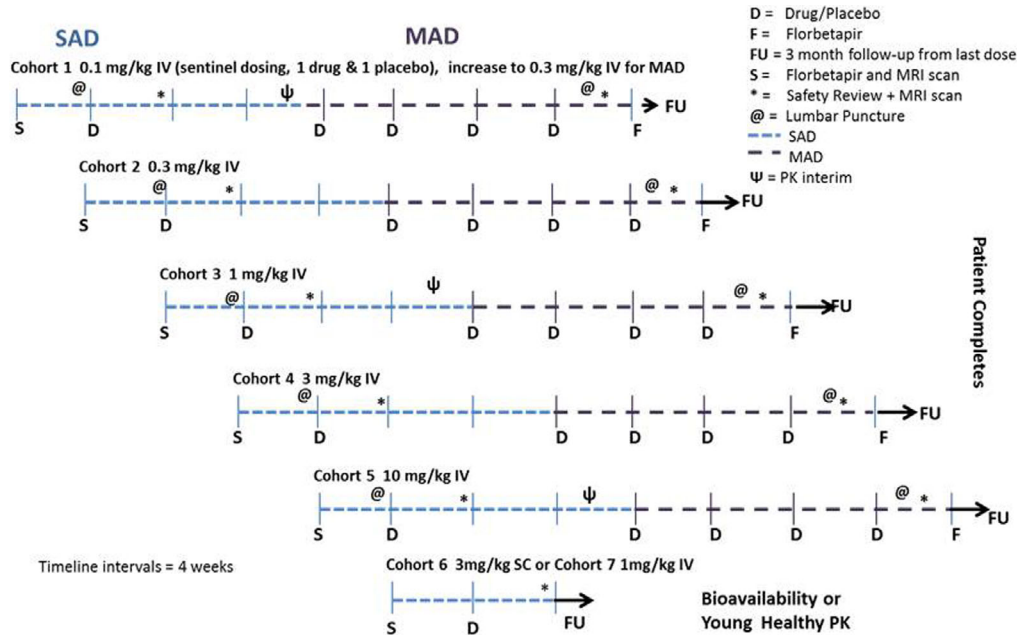 SAD MAD
Cohort 1 0.1 mg/kg IV (sentinel dosing, 1 drug & 1 placebo), increase to 0.3 mg/kg IV for MAD
@ * Ψ @ *
FU
S D D D D D F
D = Drug/Placebo
F = Florbetapir
FU = 3 month follow-up from last dose
S = Florbetapir and MRI scan
* = Safety Review + MRI scan
@ = Lumbar Puncture
SAD
MAD
Ψ = PK interim
Cohort 2 0.3 mg/kg IV
@ * @ *
FU
S D D D D D F
Cohort 3 1 mg/kg IV
@ * Ψ @ *
FU
S D D D D D F
Patient Completes
Cohort 4 3 mg/kg IV
@ * @ *
FU
S D D D D D F
Cohort 5 10 mg/kg IV
@ * Ψ @ *
FU
S D D D D D F
Timeline intervals = 4 weeks
Cohort 6 3mg/kg SC or Cohort 7 1mg/kg IV
*
S D FU
Bioavailability or
Young Healthy PK